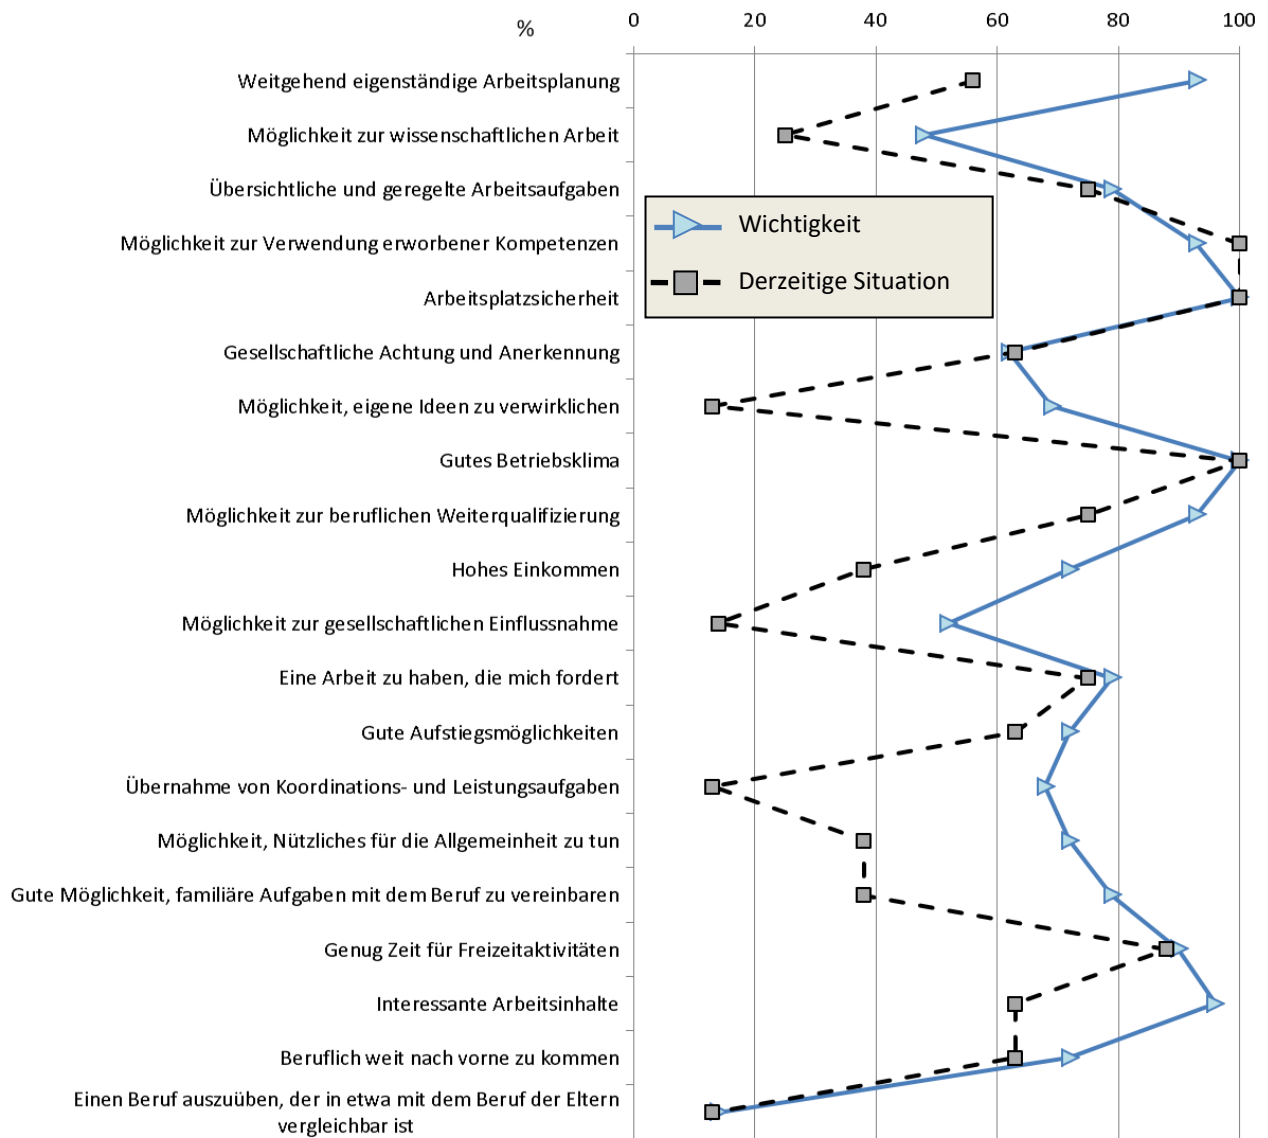 % 0 20 40 60 80 100
Weitgehend eigenständige Arbeitsplanung
Möglichkeit zur wissenschaftlichen Arbeit
Übersichtliche und geregelte Arbeitsaufgaben
Möglichkeit zur Verwendung erworbener Kompetenzen
Arbeitsplatzsicherheit
Gesellschaftliche Achtung und Anerkennung
Möglichkeit, eigene Ideen zu verwirklichen
Gutes Betriebsklima
Möglichkeit zur beruflichen Weiterqualifizierung
Hohes Einkommen
Möglichkeit zur gesellschaftlichen Einflussnahme
Eine Arbeit zu haben, die mich fordert
Gute Aufstiegsmöglichkeiten
Übernahme von Koordinations- und Leistungsaufgaben
Möglichkeit, Nützliches für die Allgemeinheit zu tun
Gute Möglichkeit, familiäre Aufgaben mit dem Beruf zu vereinbaren
Genug Zeit für Freizeitaktivitäten
Interessante Arbeitsinhalte
Beruflich weit nach vorne zu kommen
Einen Beruf auszuüben, der in etwa mit dem Beruf der Eltern
vergleichbar ist
Wichtigkeit
Derzeitige Situation